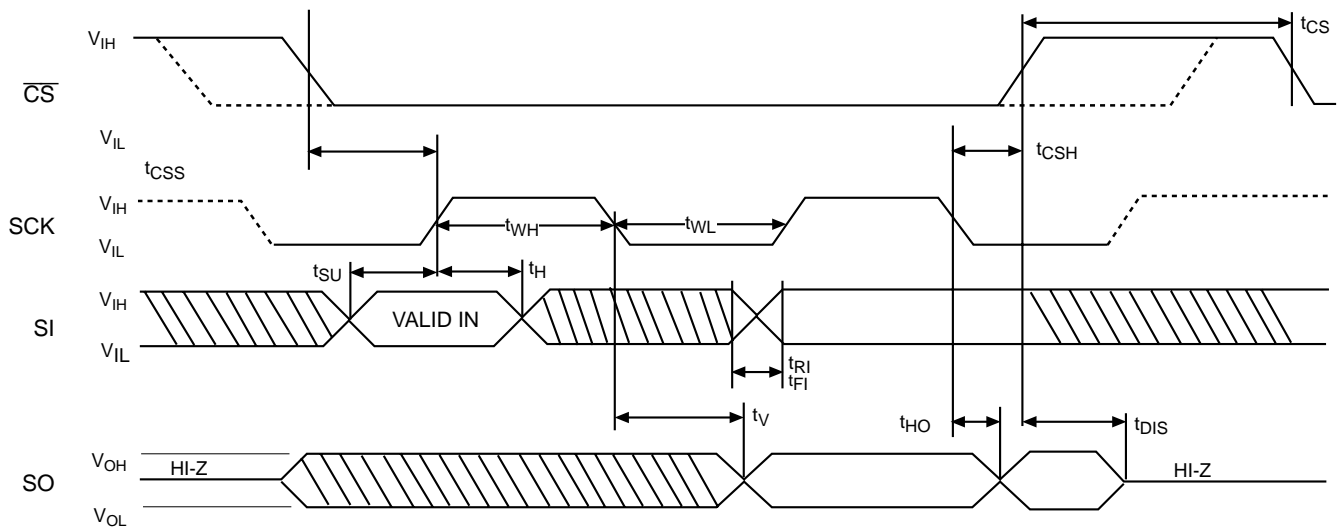 tCS
VIH
CS
VIL
tCSS
tCSH
VIH
SCK
tWH
tWL
VIL
tSU
tH
VIH
SI
VALID IN
VIL
tRI
tFI
tV
tHO
tDIS
VOH
HI-Z
HI-Z
SO
VOL